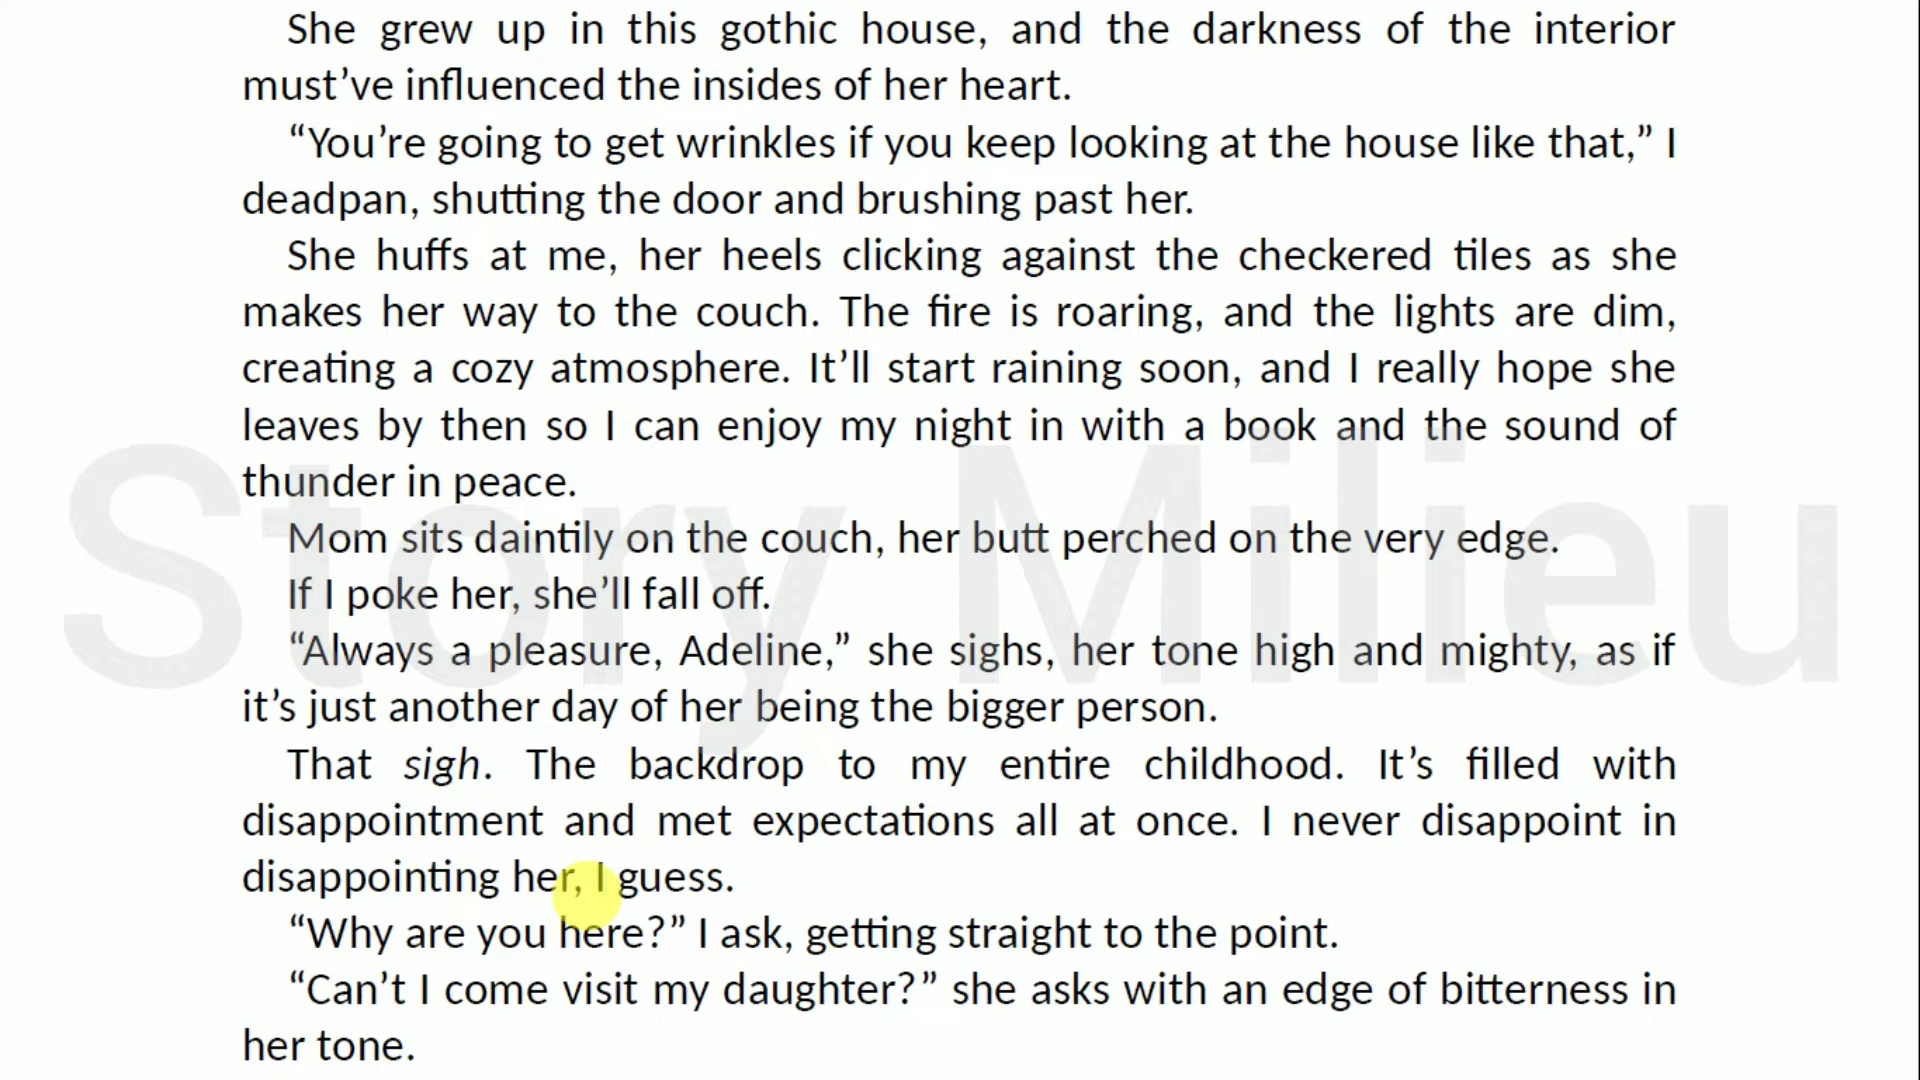 She grew up in this gothic house, and the darkness of the interior
must’ve influenced the insides of her heart.
“You’re going to get wrinkles if you keep looking at the house like that,” I
deadpan, shutting the door and brushing past her.
She huffs at me, her heels clicking against the checkered tiles as she
makes her way to the couch. The fire is roaring, and the lights are dim,
creating a cozy atmosphere. It’ll start raining soon, and I really hope she
leaves by then so I can enjoy my night in with a book and the sound of
thunder in peace.
Mom sits daintily on the couch, her butt perched on the very edge.
If I poke her, she’ll fall off.
“Always a pleasure, Adeline,” she sighs, her tone high and mighty, as if
it’s just another day of her being the bigger person.
That sigh. The backdrop to my entire childhood. It’s filled with
disappointment and met expectations all at once. I never disappoint in
disappointing her, I guess.
“Why are you here?” I ask, getting straight to the point.
“Can’t I come visit my daughter?” she asks with an edge of bitterness in
her tone.
Story Milieu